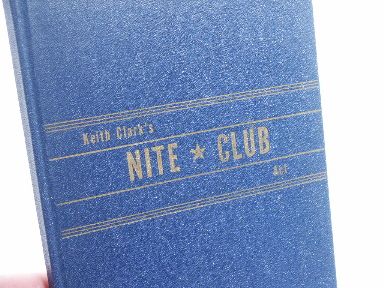 Keith Clark's
NITE ★ CLUB
Act